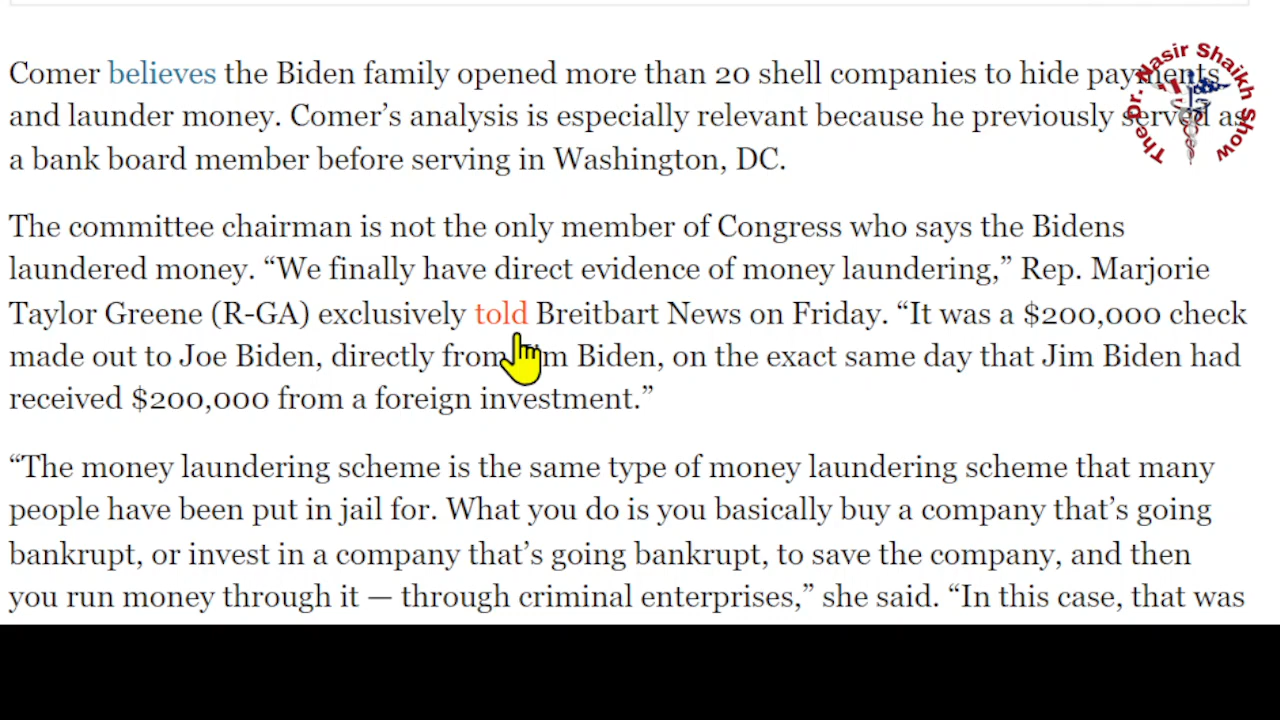 Comer believes the Biden family opened more than 20 shell companies to hide payments
and launder money. Comer’s analysis is especially relevant because he previously served as
a bank board member before serving in Washington, DC.
The committee chairman is not the only member of Congress who says the Bidens
laundered money. “We finally have direct evidence of money laundering,” Rep. Marjorie
Taylor Greene (R-GA) exclusively told Breitbart News on Friday. “It was a $200,000 check
made out to Joe Biden, directly from Jim Biden, on the exact same day that Jim Biden had
received $200,000 from a foreign investment.”
“The money laundering scheme is the same type of money laundering scheme that many
people have been put in jail for. What you do is you basically buy a company that’s going
bankrupt, or invest in a company that’s going bankrupt, to save the company, and then
you run money through it — through criminal enterprises,” she said. “In this case, that was
The Dr. Nasir Shaikh Show